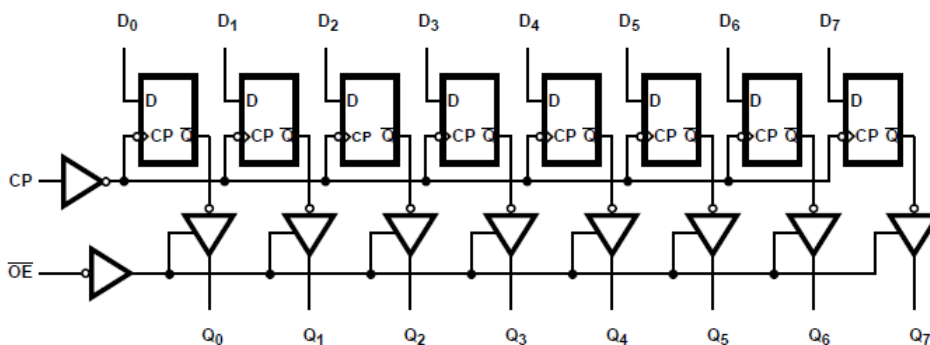 D0 D1 D2 D3 D4 D5 D6 D7
D D D D D D D D
CP Q̅ CP Q̅ CP Q̅ CP Q̅ CP Q̅ CP Q̅ CP Q̅ CP Q̅
CP
O̅E̅
Q0 Q1 Q2 Q3 Q4 Q5 Q6 Q7